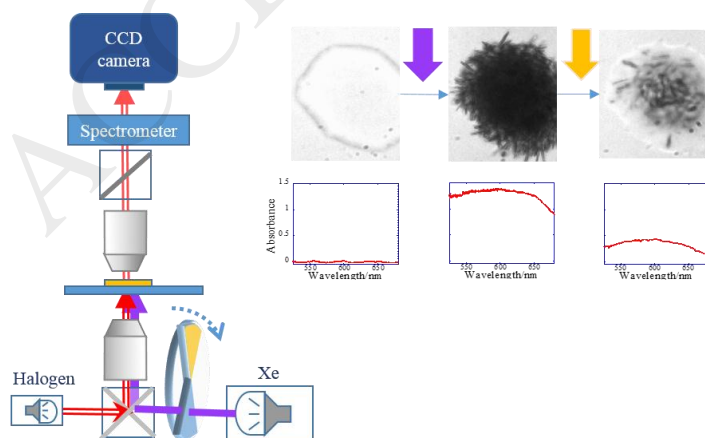 CCD
camera
Spectrometer
Halogen
Xe
Absorbance
1.5
1
0.5
0
550
600
650
Wavelength/nm
550
600
650
Wavelength/nm
550
600
650
Wavelength/nm